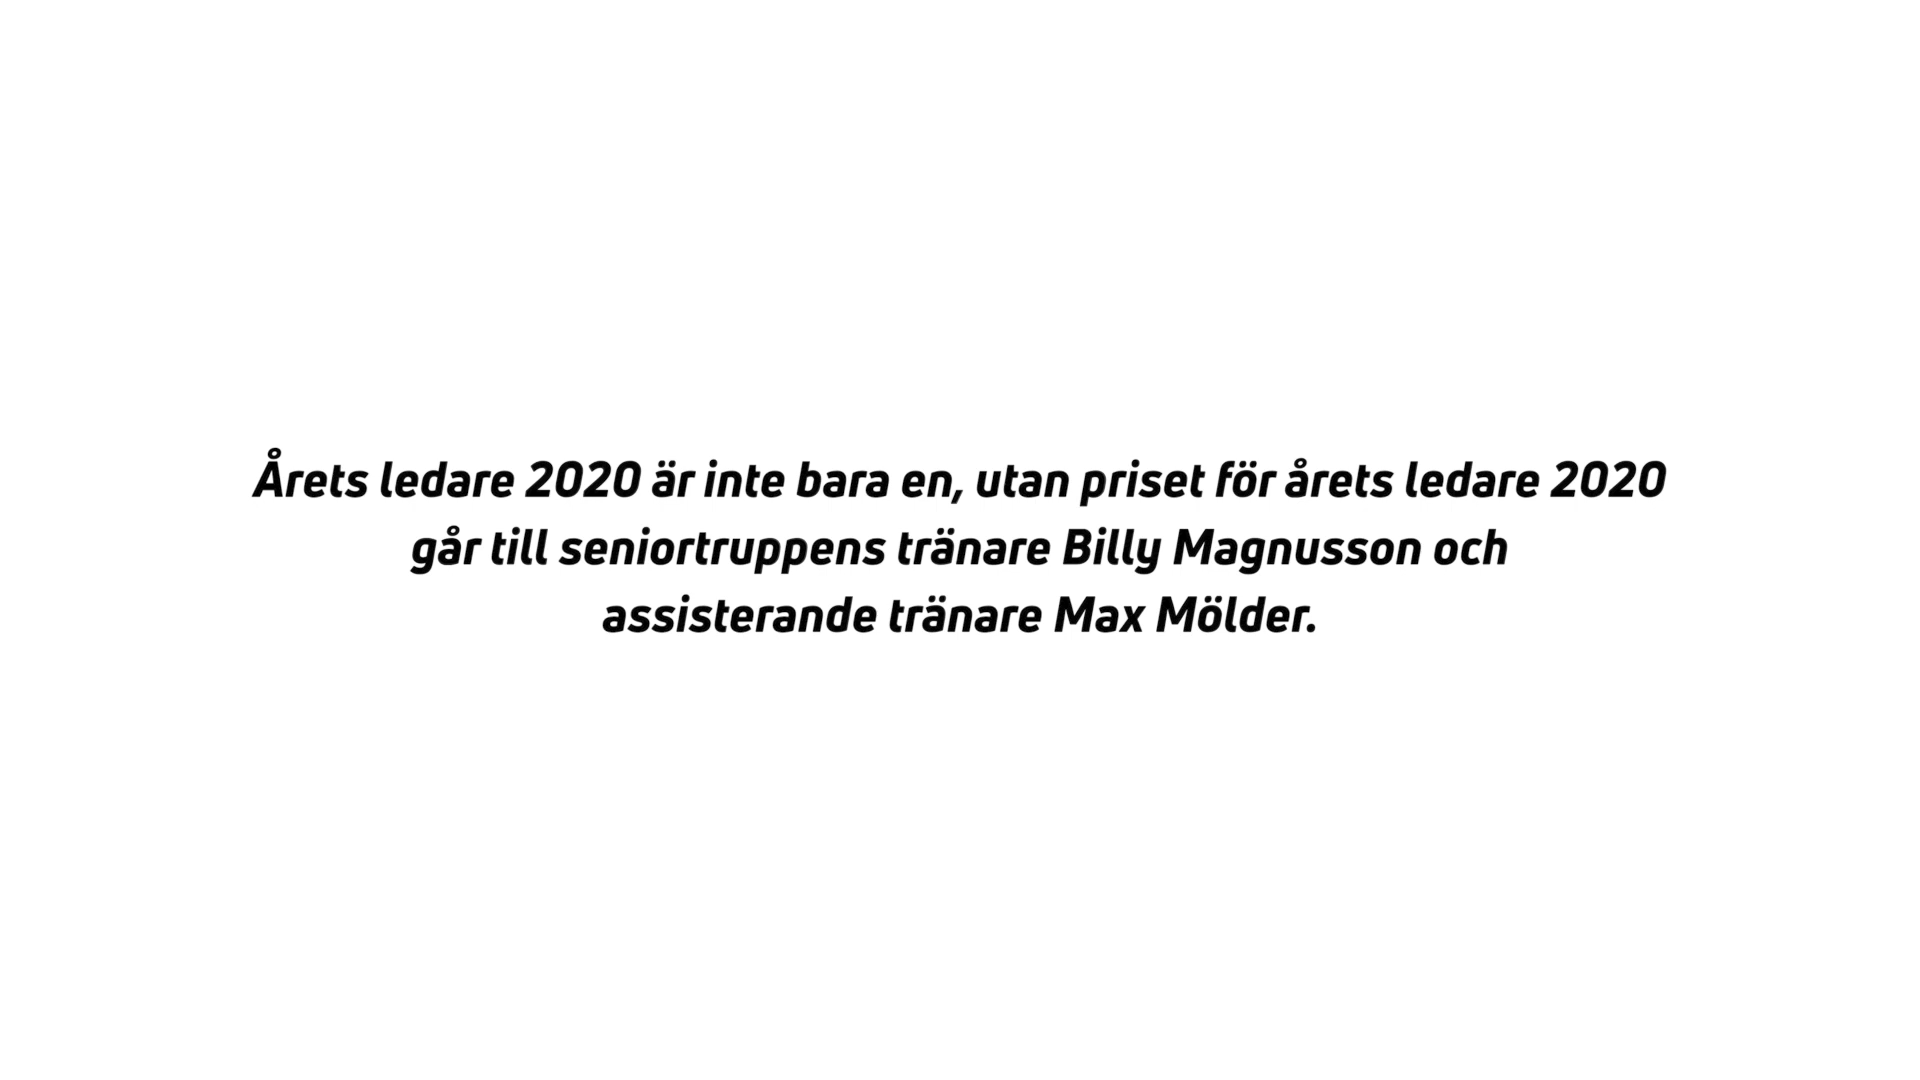 Årets ledare 2020 är inte bara en, utan priset för årets ledare 2020
går till seniortruppens tränare Billy Magnusson och
assisterande tränare Max Mölder.